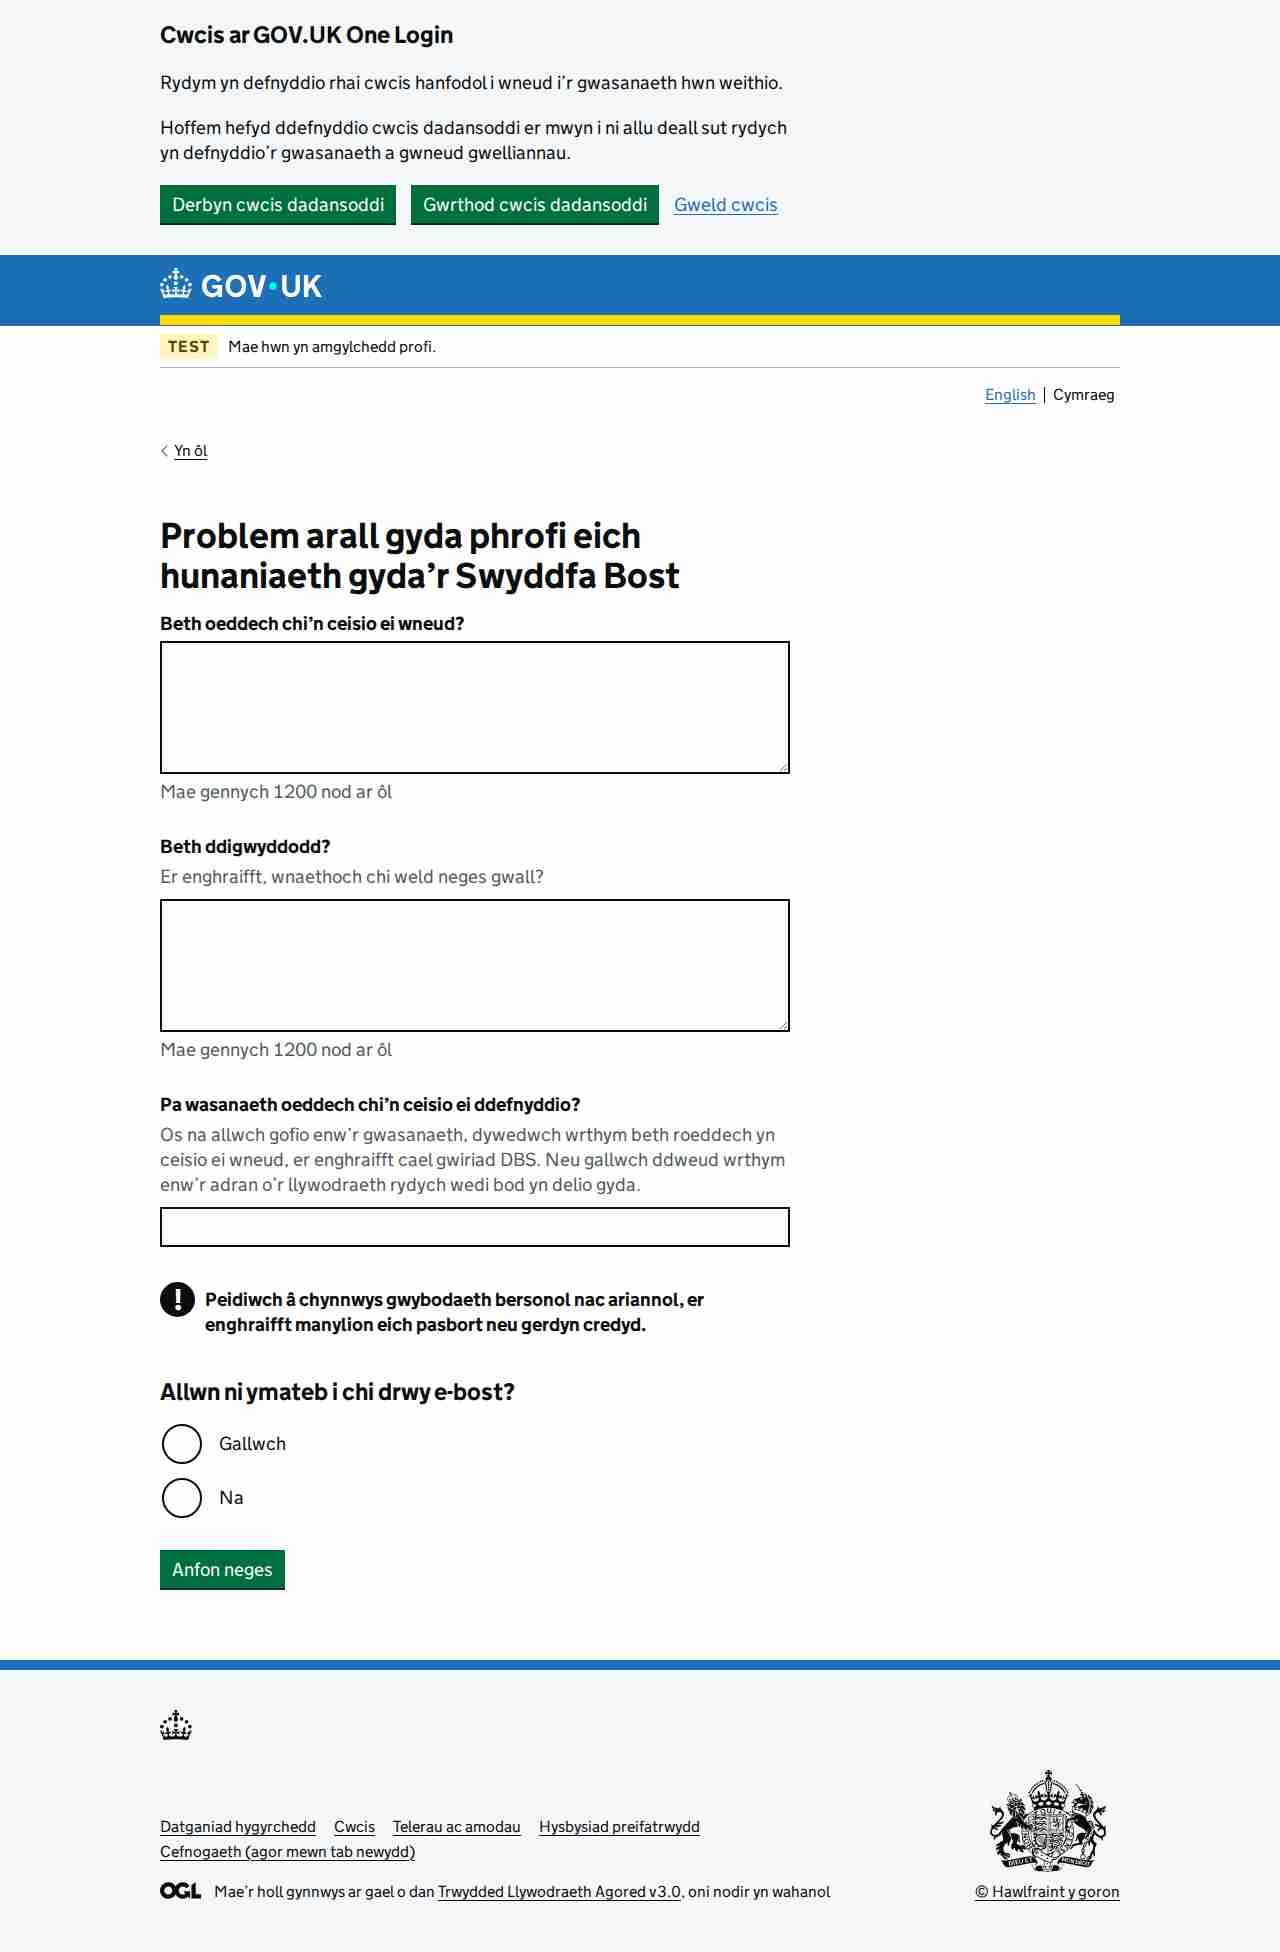 Cwcis ar GOV.UK One Login
Rydym yn defnyddio rhai cwcis hanfodol i wneud i’r gwasanaeth hwn weithio.
Hoffem hefyd ddefnyddio cwcis dadansoddi er mwyn i ni allu deall sut rydych
yn defnyddio’r gwasanaeth a gwneud gwelliannau.
Derbyn cwcis dadansoddi
Gwrthod cwcis dadansoddi
Gweld cwcis
GOV•UK
TEST Mae hwn yn amgylchedd profi.
English | Cymraeg
Yn ôl
Problem arall gyda phrofi eich
hunaniaeth gyda’r Swyddfa Bost
Beth oeddech chi’n ceisio ei wneud?
Mae gennych 1200 nod ar ôl
Beth ddigwyddodd?
Er enghraifft, wnaethoch chi weld neges gwall?
Mae gennych 1200 nod ar ôl
Pa wasanaeth oeddech chi’n ceisio ei ddefnyddio?
Os na allwch gofio enw’r gwasanaeth, dywedwch wrthym beth roeddech yn
ceisio ei wneud, er enghraifft cael gwiriad DBS. Neu gallwch ddweud wrthym
enw’r adran o’r llywodraeth rydych wedi bod yn delio gyda.
! Peidiwch â chynnwys gwybodaeth bersonol nac ariannol, er
enghraifft manylion eich pasbort neu gerdyn credyd.
Allwn ni ymateb i chi drwy e-bost?
Gallwch
Na
Anfon neges
Datganiad hygyrchedd Cwcis Telerau ac amodau Hysbysiad preifatrwydd
Cefnogaeth (agor mewn tab newydd)
OGL Mae’r holl gynnwys ar gael o dan Trwydded Llywodraeth Agored v3.0, oni nodir yn wahanol
© Hawlfraint y goron